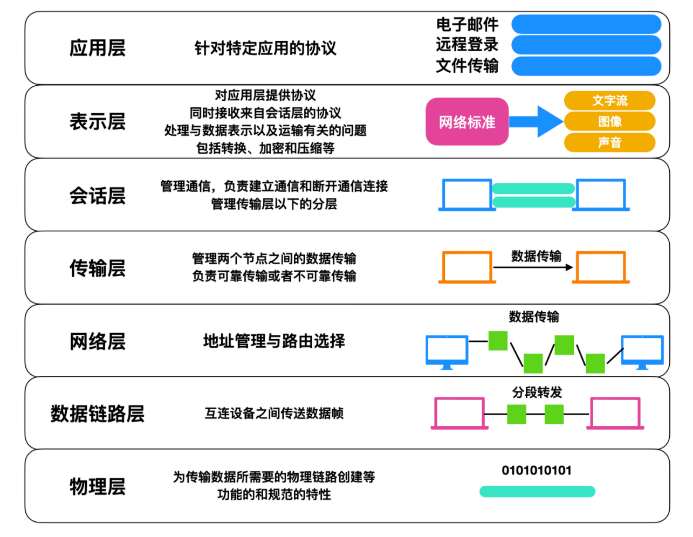 应用层
针对特定应用的协议
电子邮件
远程登录
文件传输
表示层
对应用层提供协议
同时接收来自会话层的协议
处理与数据表示以及运输有关的问题
包括转换、加密和压缩等
网络标准
文字流
图像
声音
会话层
管理通信，负责建立通信和断开通信连接
管理传输层以下的分层
传输层
管理两个节点之间的数据传输
负责可靠传输或者不可靠传输
数据传输
网络层
地址管理与路由选择
数据传输
数据链路层
互连设备之间传送数据帧
分段转发
物理层
为传输数据所需要的物理链路创建等
功能的和规范的特性
0101010101